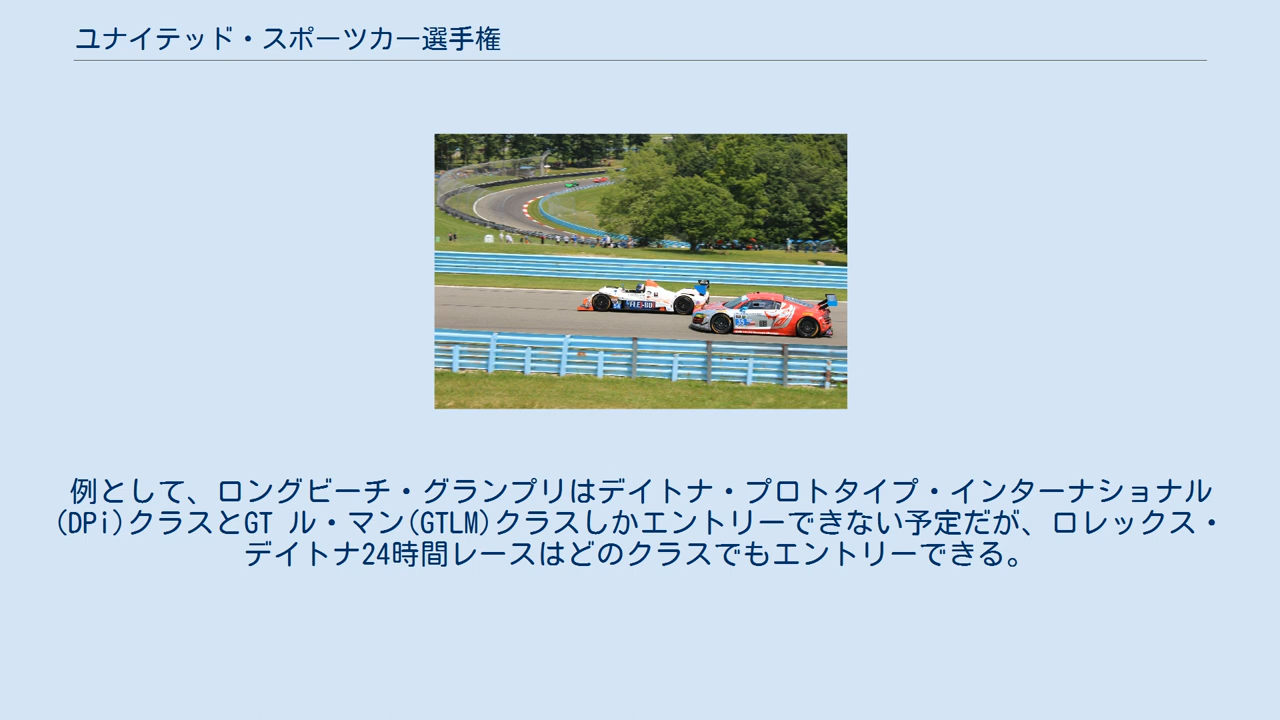 ユナイテッド・スポーツカー選手権
例として、ロングビーチ・グランプリはデイトナ・プロトタイプ・インターナショナル
(DPi)クラスとGT ル・マン(GTLM)クラスしかエントリーできない予定だが、ロレックス・
デイトナ24時間レースはどのクラスでもエントリーできる。